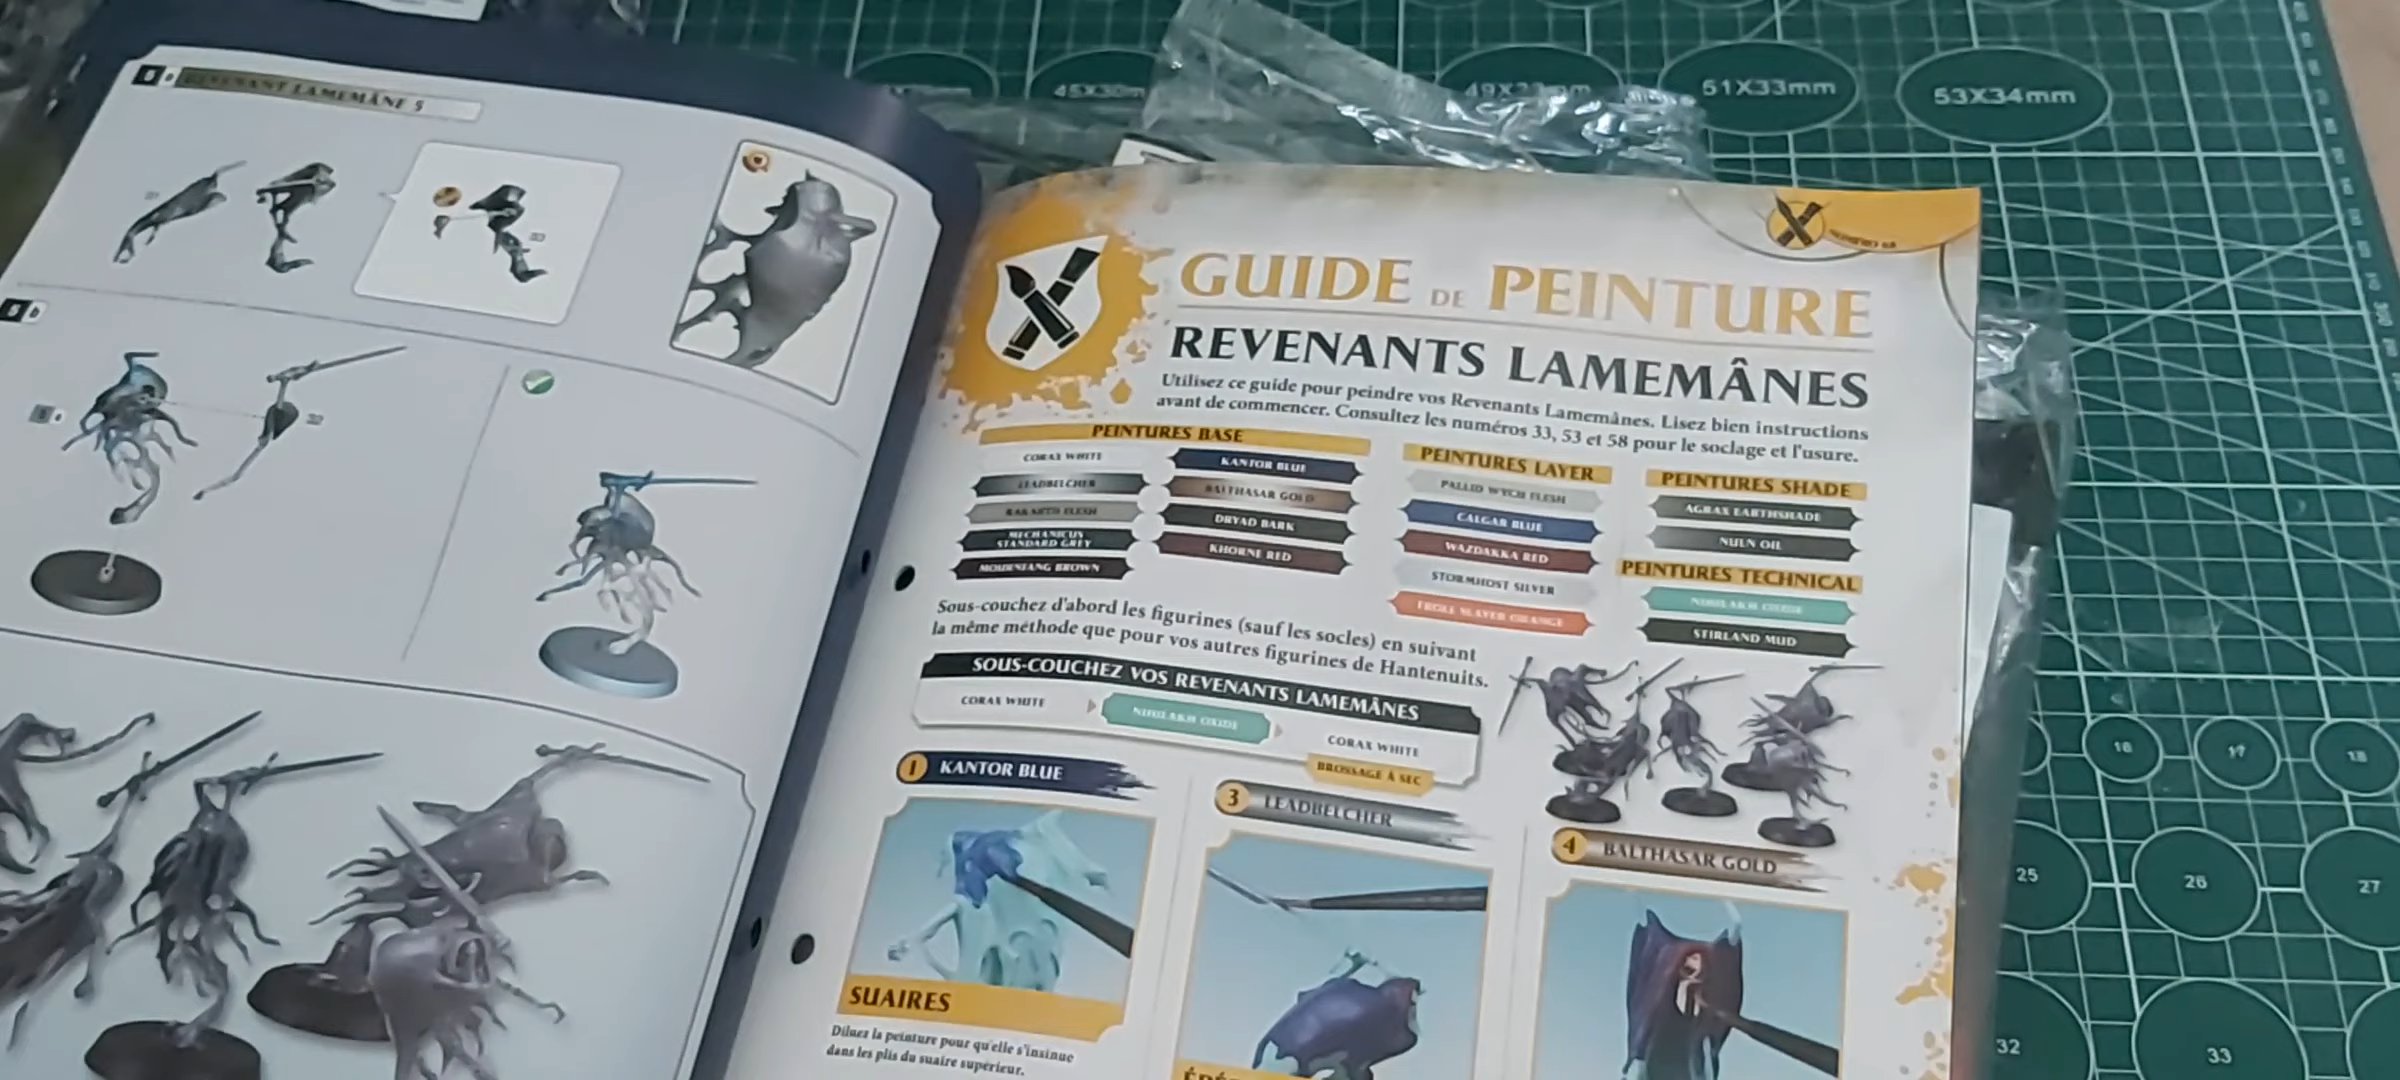 REVENANT LAMEMÂNE 5
GUIDE DE PEINTURE
REVENANTS LAMEMÂNES
Utilisez ce guide pour peindre vos Revenants Lamemânes. Lisez bien instructions
avant de commencer. Consultez les numéros 33, 53 et 58 pour le soclage et l'usure.
PEINTURES BASE
CORAX WHITE
LEADBELCHER
RAKARTH FLESH
MECHANICUS
STANDARD GREY
MOURNFANG BROWN
KANTOR BLUE
BALTHASAR GOLD
DRYAD BARK
KHORNE RED
PEINTURES LAYER
PALLID WYCH FLESH
CALGAR BLUE
WAZDAKKA RED
STORMHOST SILVER
TROLL SLAYER ORANGE
PEINTURES SHADE
AGRAX EARTHSHADE
NULN OIL
PEINTURES TECHNICAL
NIHILAKH OXIDE
STIRLAND MUD
Sous-couchez d'abord les figurines (sauf les socles) en suivant
la même méthode que pour vos autres figurines de Hantenuits.
SOUS-COUCHEZ VOS REVENANTS LAMEMÂNES
CORAX WHITE
NIHILAKH OXIDE
CORAX WHITE
BROSSAGE À SEC
1 KANTOR BLUE
SUAIRES
Diluez la peinture pour qu'elle s'insinue
dans les plis du suaire supérieur.
3 LEADBELCHER
4 BALTHASAR GOLD
51X33mm
53X34mm
16
17
18
25
26
27
32
33